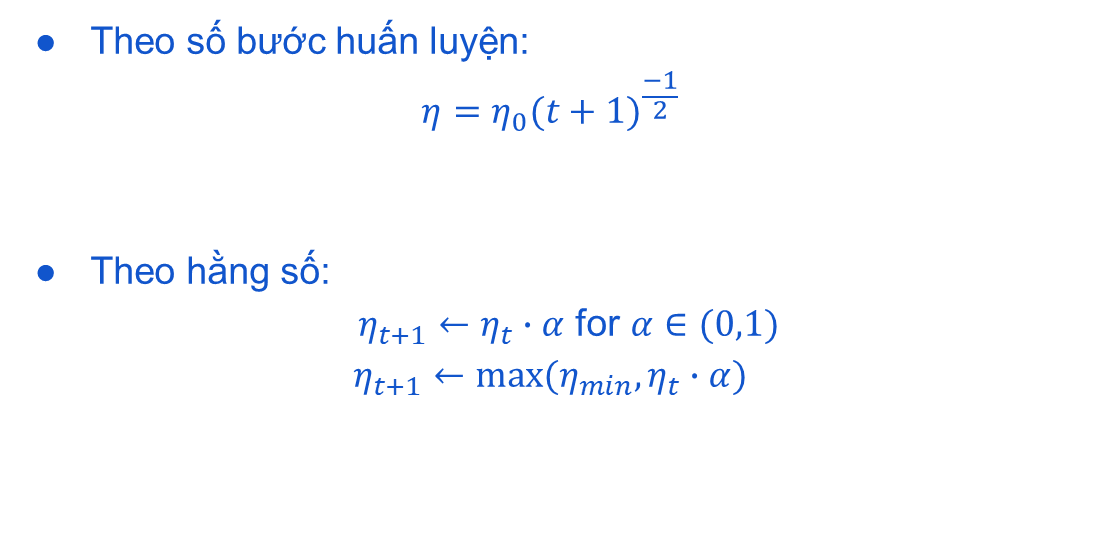 ● Theo số bước huấn luyện:
η = η₀(t + 1)^(−1/2)
● Theo hằng số:
ηₜ₊₁ ← ηₜ · α for α ∈ (0,1)
ηₜ₊₁ ← max(ηₘᵢₙ, ηₜ · α)